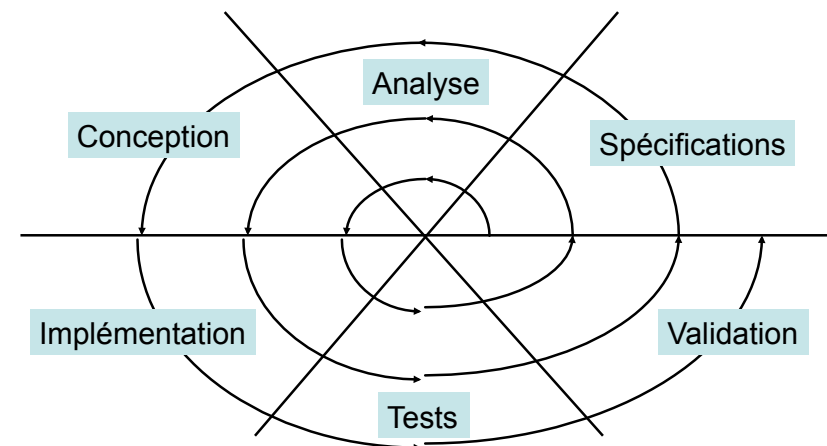 Analyse
Conception
Spécifications
Implémentation
Validation
Tests